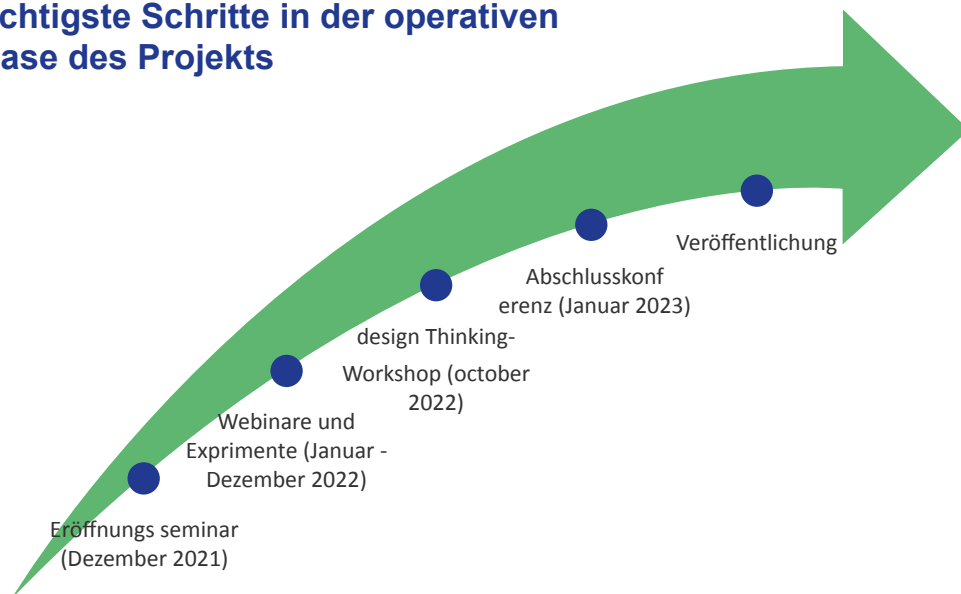 chtigste Schritte in der operativen
ase des Projekts
Veröffentlichung
Abschlusskonf
erenz (Januar 2023)
design Thinking-
Workshop (october
2022)
Webinare und
Exprimente (Januar -
Dezember 2022)
Eröffnungs seminar
(Dezember 2021)